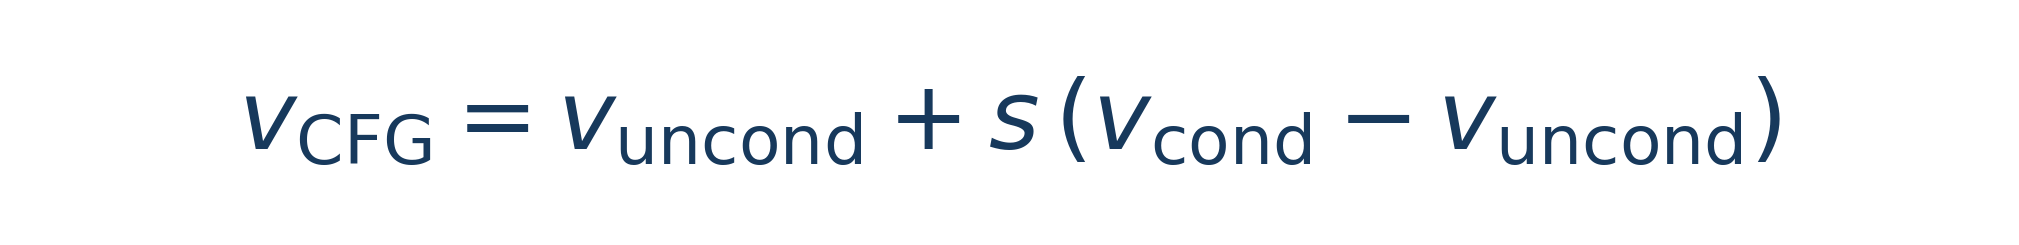 v_CFG = v_uncond + s (v_cond − v_uncond)